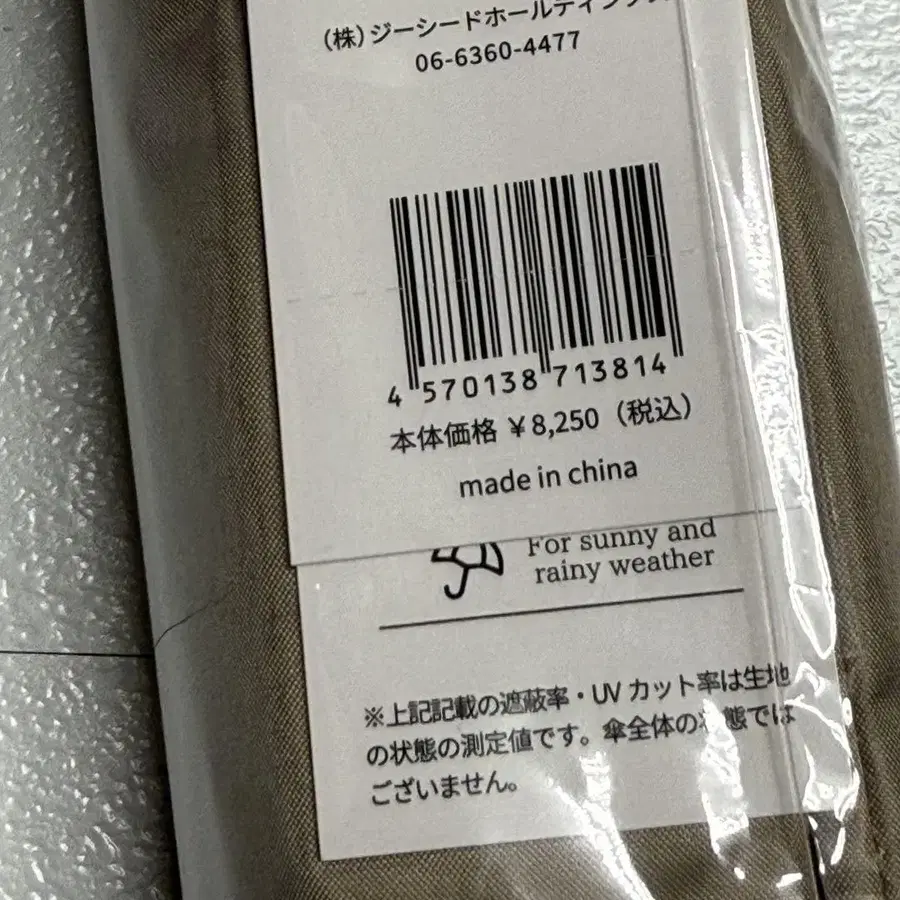 (株)ジーシードホールディングス
06-6360-4477
4 570138 713814
本体価格 ¥8,250 (税込)
made in china
For sunny and
rainy weather
※上記記載の遮蔽率・UV カット率は生地
の状態の測定値です。傘全体の状態では
ございません。